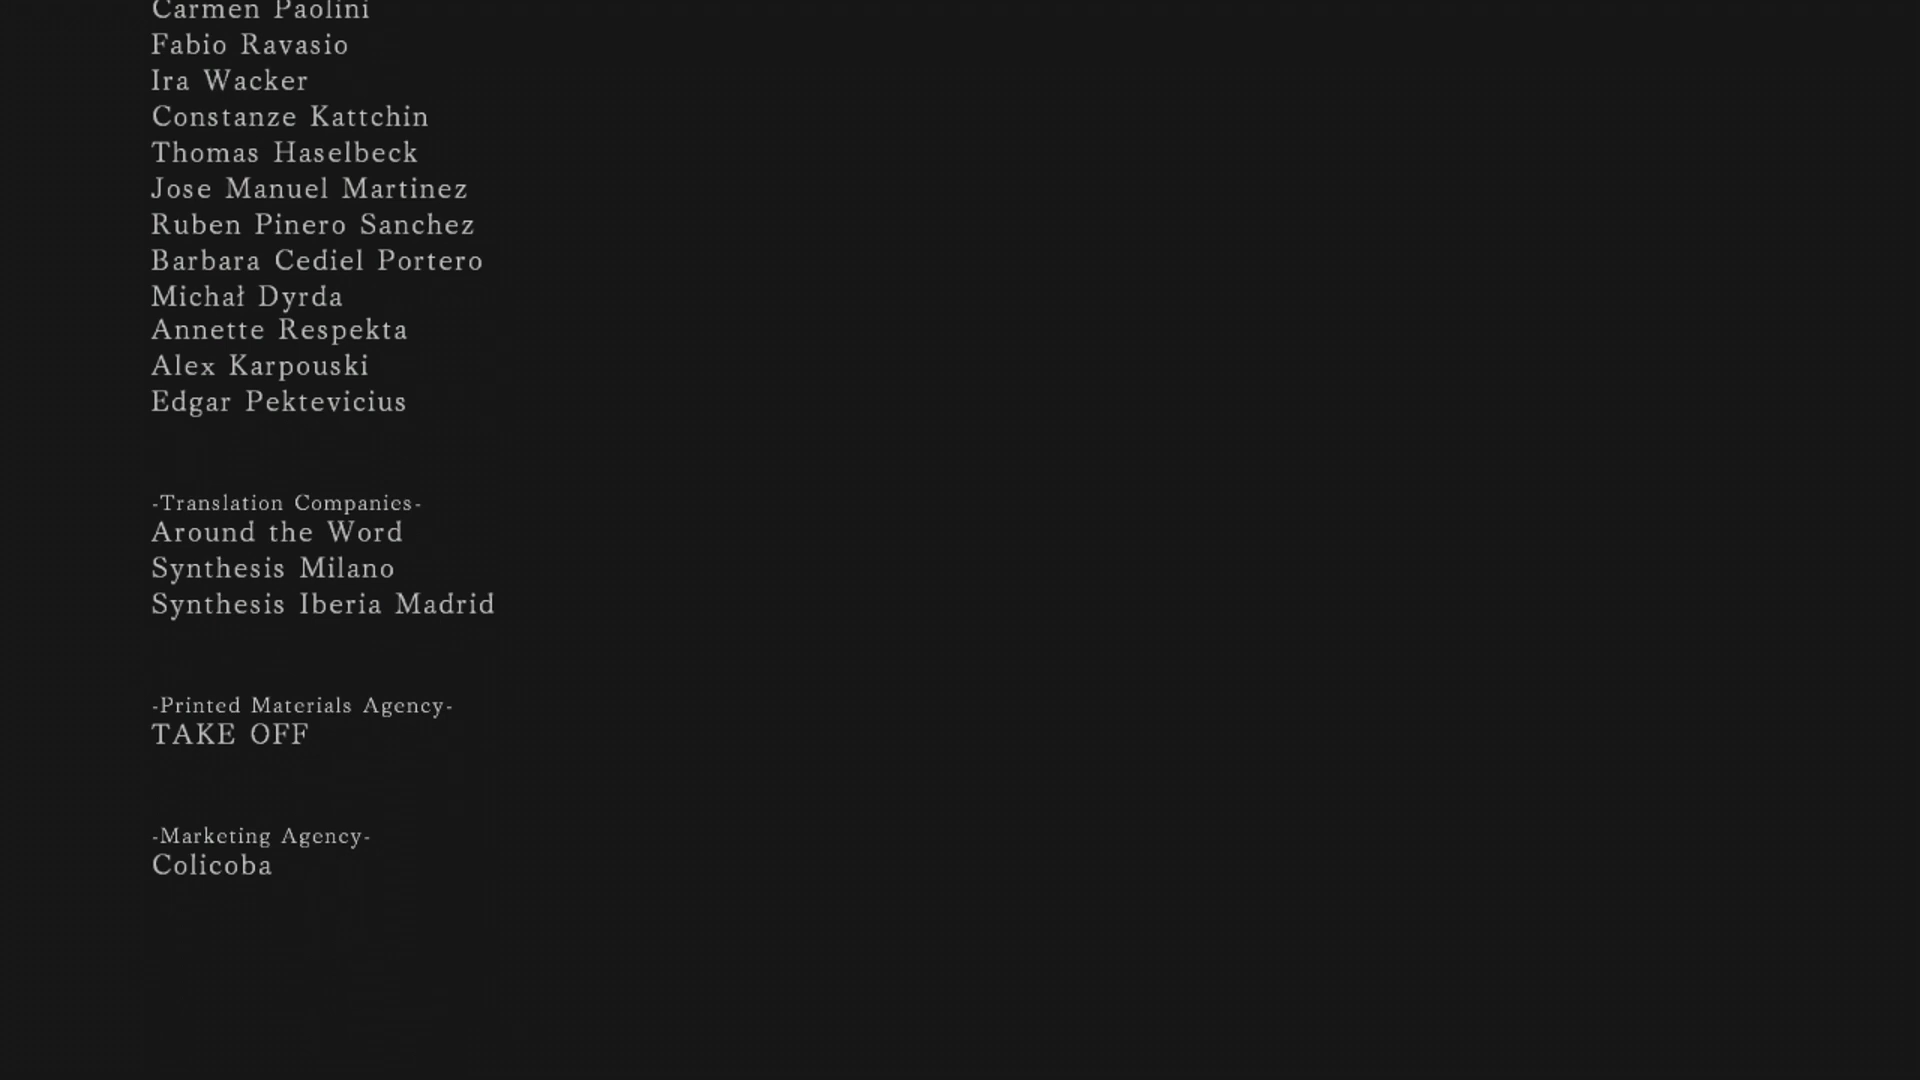 Carmen Paolini
Fabio Ravasio
Ira Wacker
Constanze Kattchin
Thomas Haselbeck
Jose Manuel Martinez
Ruben Pinero Sanchez
Barbara Cediel Portero
Michał Dyrda
Annette Respekta
Alex Karpouski
Edgar Pektevicius
-Translation Companies-
Around the Word
Synthesis Milano
Synthesis Iberia Madrid
-Printed Materials Agency-
TAKE OFF
-Marketing Agency-
Colicoba